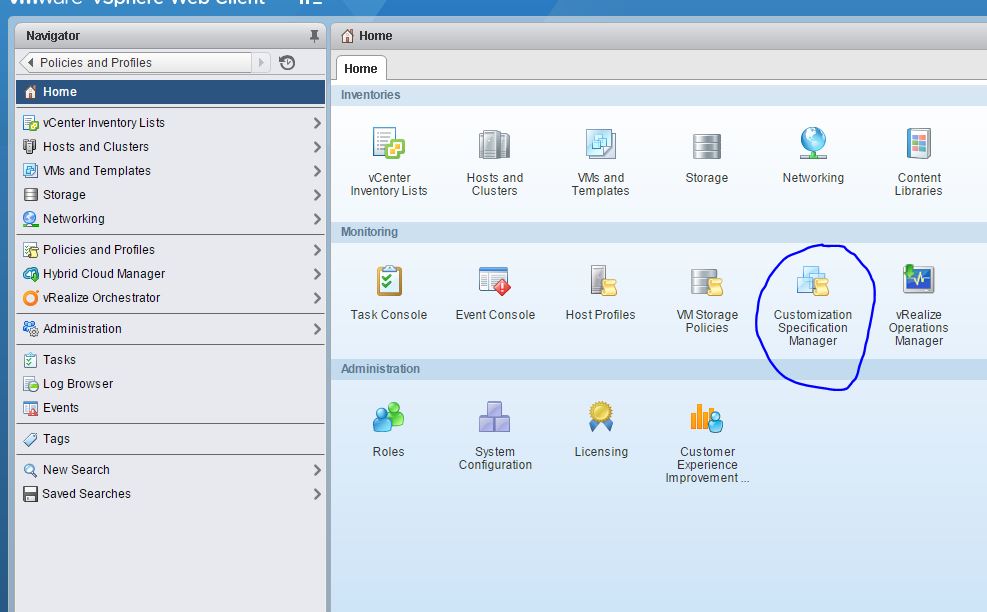 vmware vSphere Web Client
Navigator
Home
Policies and Profiles
Home
Home
Inventories
vCenter Inventory Lists
Hosts and Clusters
VMs and Templates
Storage
Networking
Policies and Profiles
Hybrid Cloud Manager
vRealize Orchestrator
Administration
Tasks
Log Browser
Events
Tags
New Search
Saved Searches
vCenter
Inventory Lists
Hosts and
Clusters
VMs and
Templates
Storage
Networking
Content
Libraries
Monitoring
Task Console
Event Console
Host Profiles
VM Storage
Policies
Customization
Specification
Manager
vRealize
Operations
Manager
Administration
Roles
System
Configuration
Licensing
Customer
Experience
Improvement ...